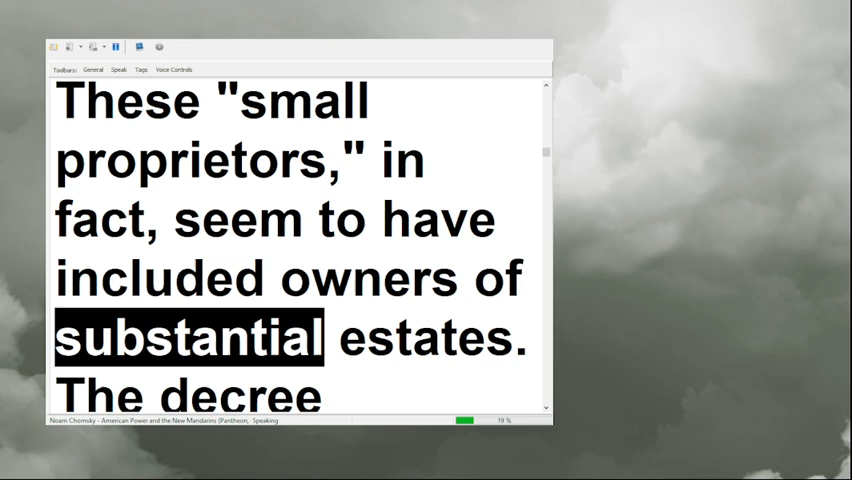 Toolbars: General Speak Tags Voice Controls
These "small
proprietors," in
fact, seem to have
included owners of
substantial estates.
The decree
Noam Chomsky - American Power and the New Mandarins (Pantheon, : Speaking 19 %